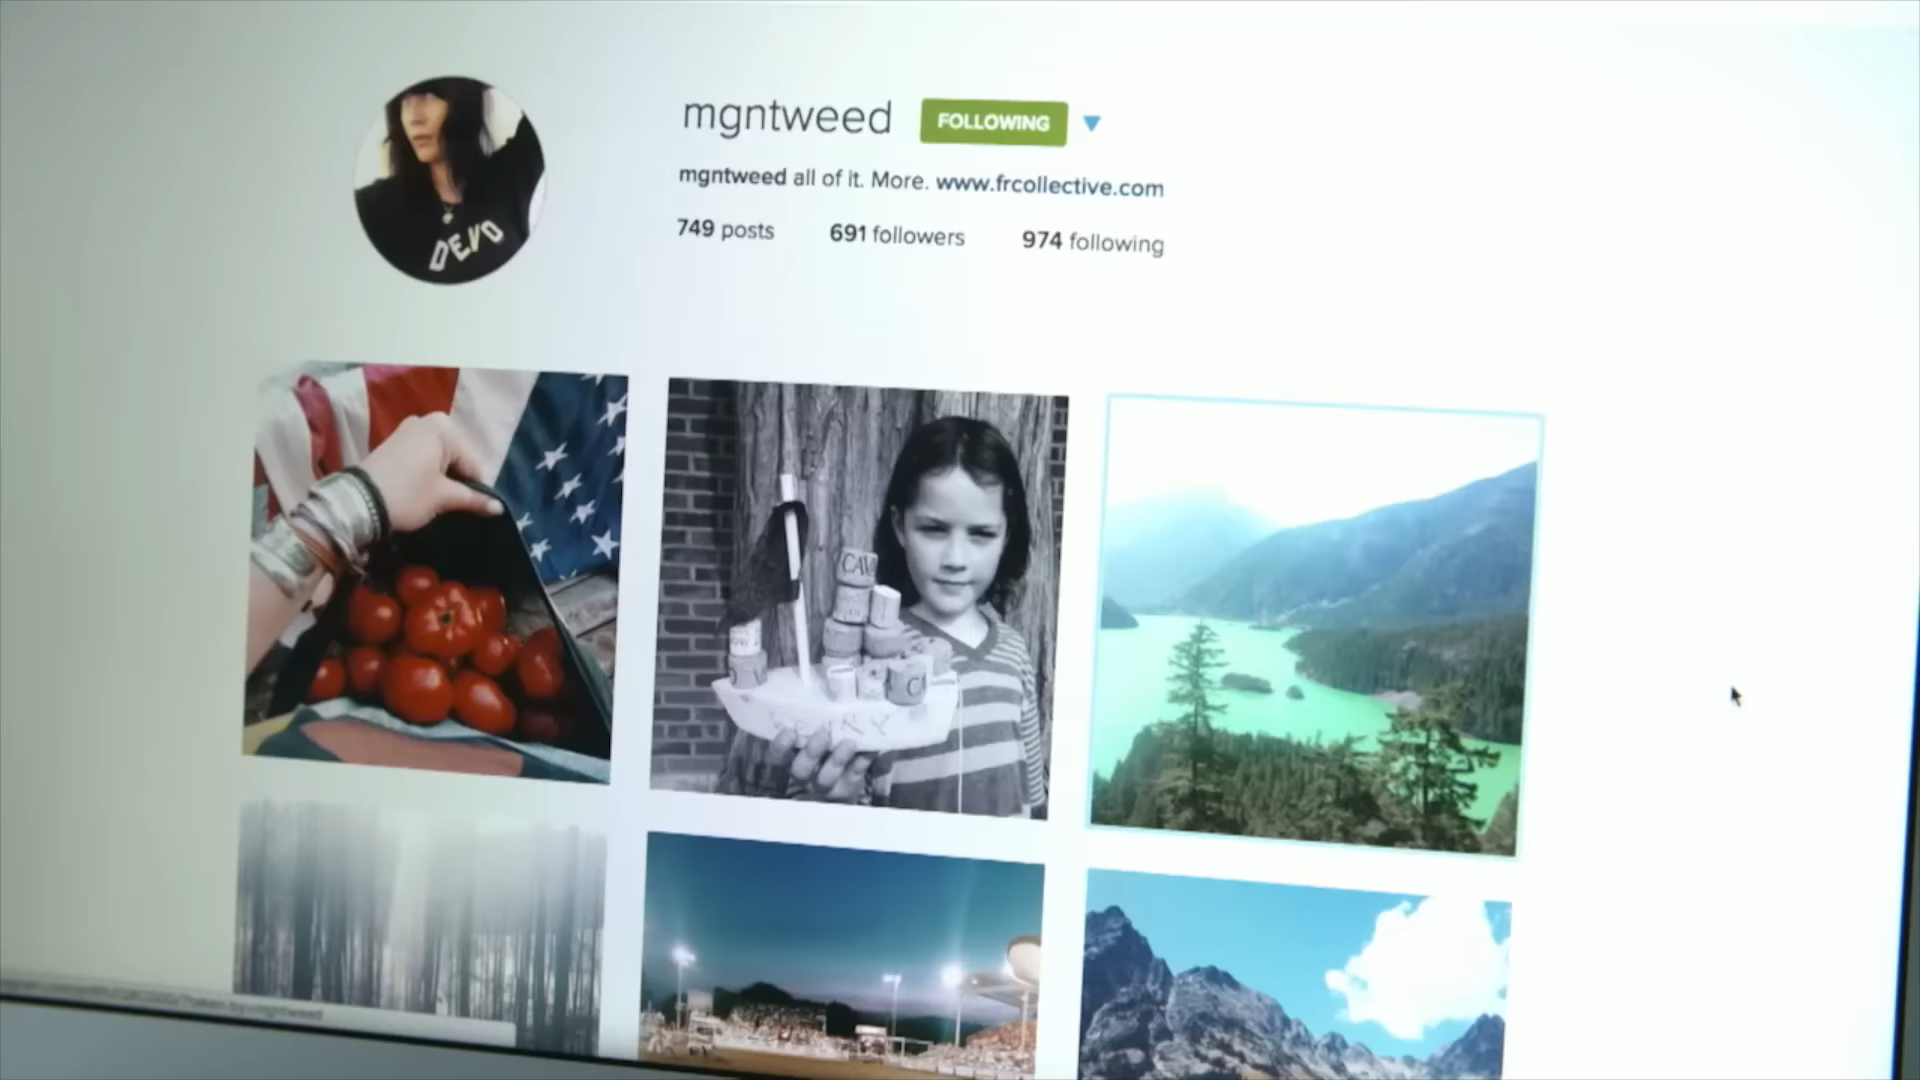 mgntweed FOLLOWING
mgntweed all of it. More. www.frcollective.com
749 posts 691 followers 974 following
DEVO